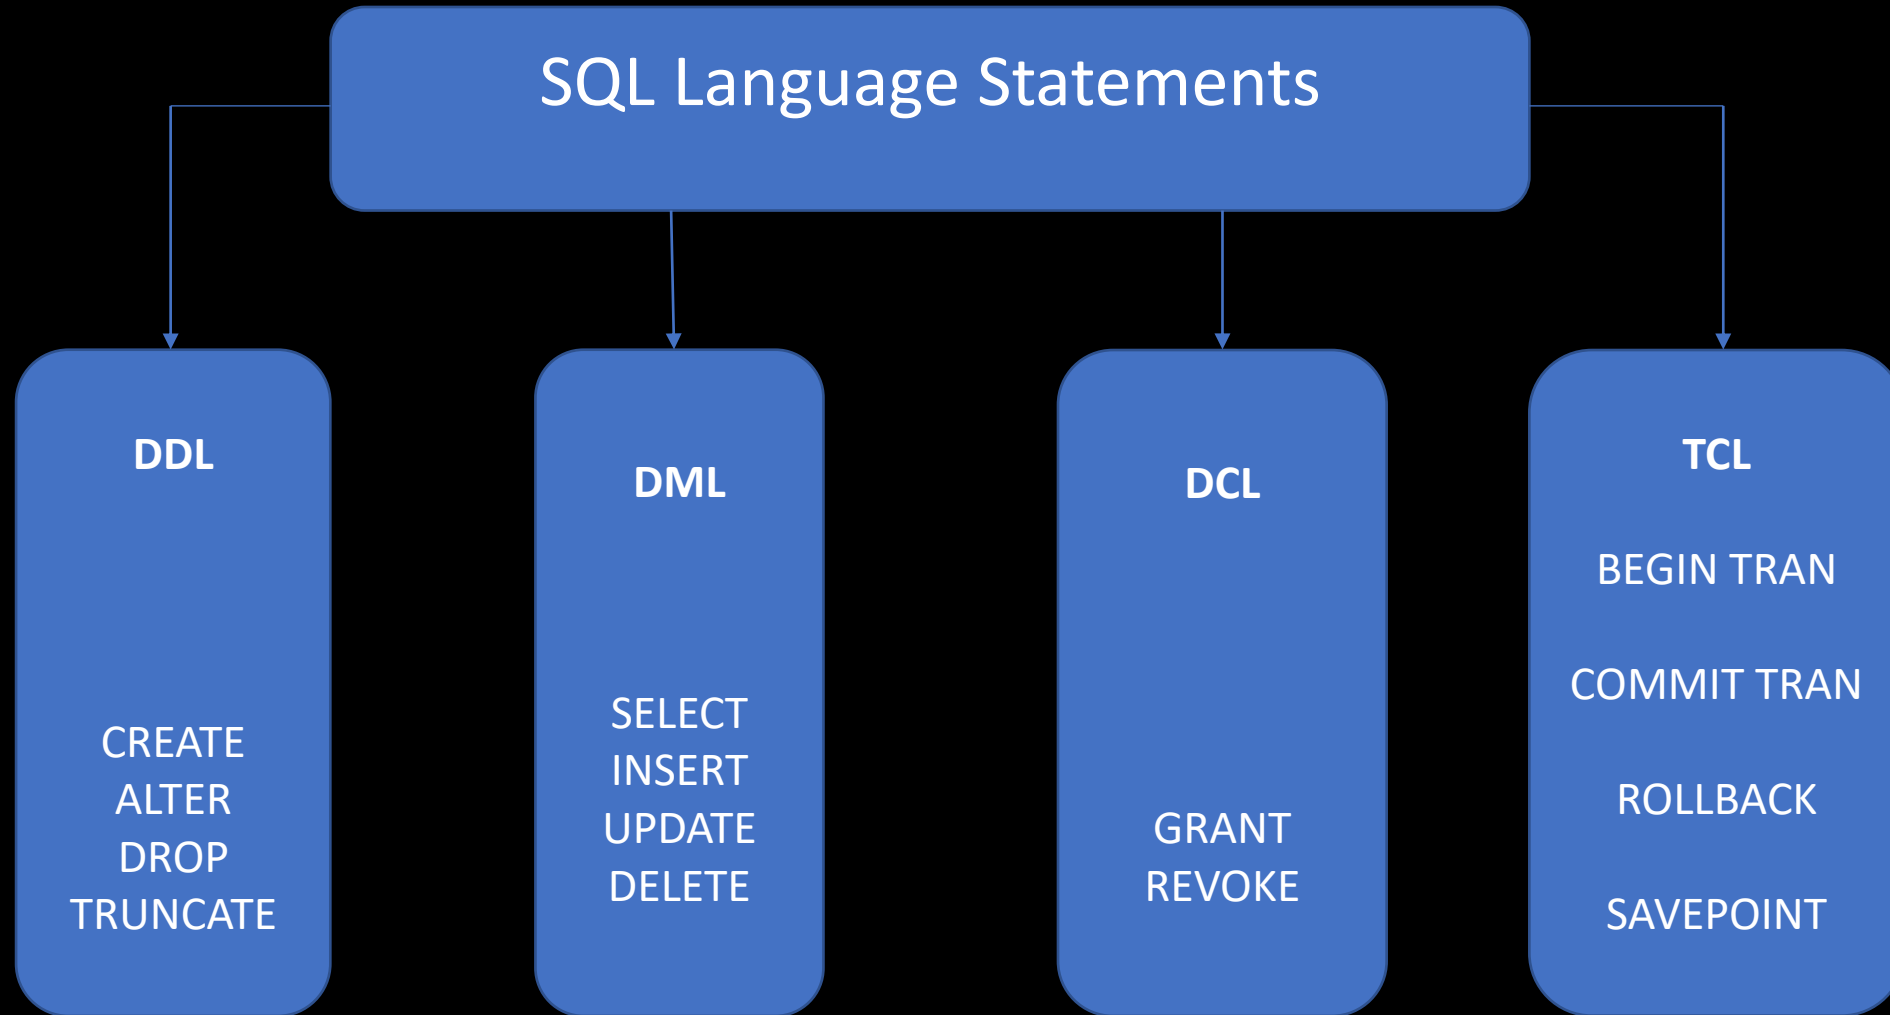 SQL Language Statements
DDL
CREATE
ALTER
DROP
TRUNCATE
DML
SELECT
INSERT
UPDATE
DELETE
DCL
GRANT
REVOKE
TCL
BEGIN TRAN
COMMIT TRAN
ROLLBACK
SAVEPOINT